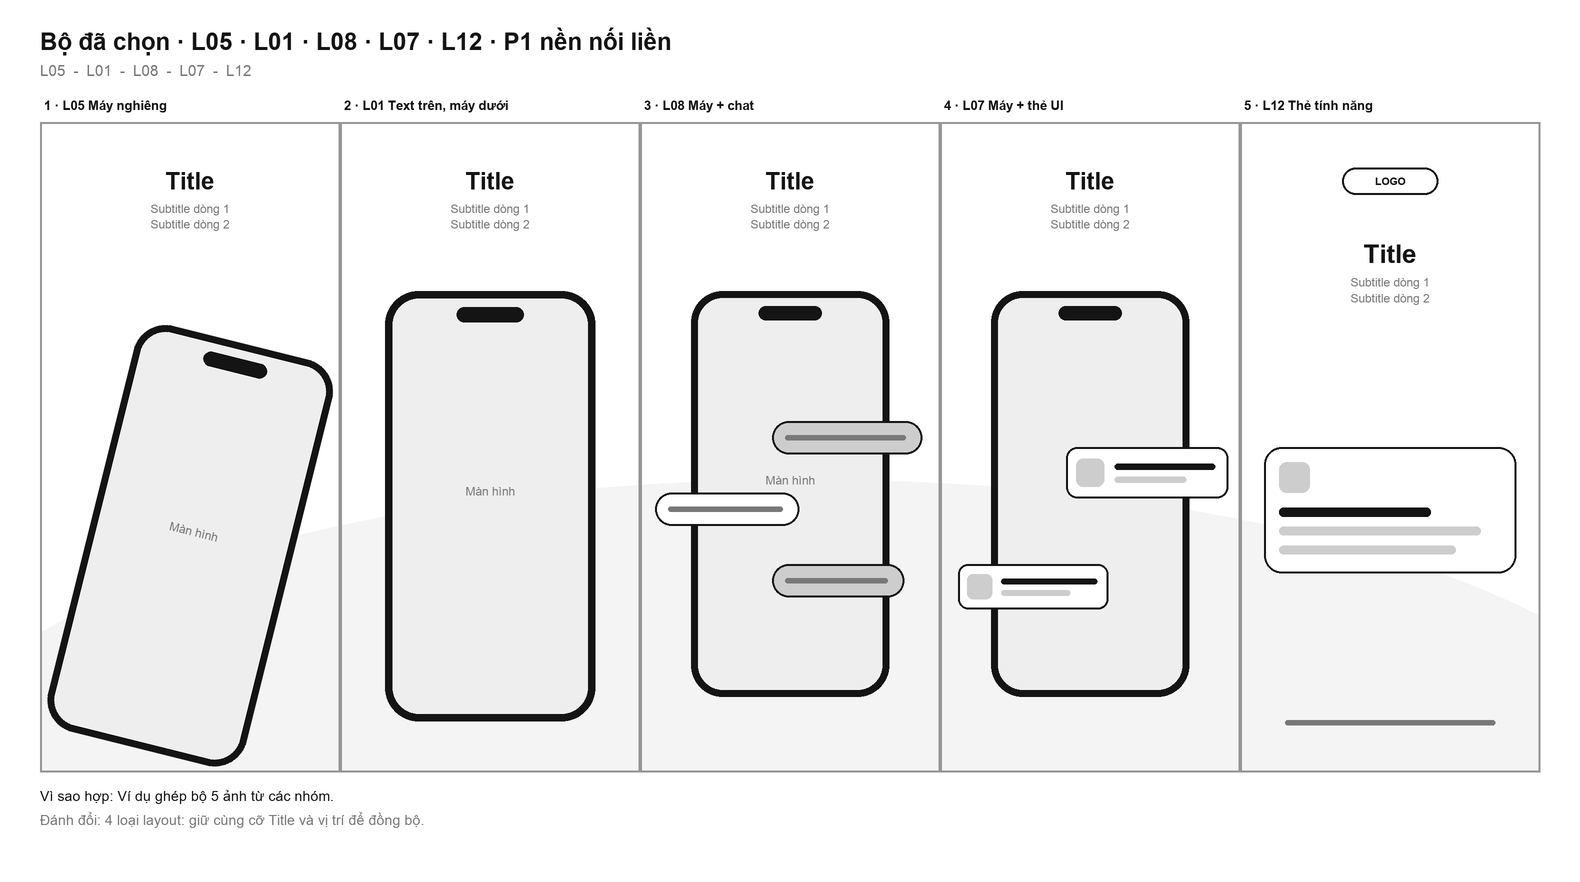 Bộ đã chọn · L05 · L01 · L08 · L07 · L12 · P1 nền nối liền
L05 - L01 - L08 - L07 - L12
1 · L05 Máy nghiêng
2 · L01 Text trên, máy dưới
3 · L08 Máy + chat
4 · L07 Máy + thẻ UI
5 · L12 Thẻ tính năng
Title
Subtitle dòng 1
Subtitle dòng 2
Màn hình
Title
Subtitle dòng 1
Subtitle dòng 2
Màn hình
Title
Subtitle dòng 1
Subtitle dòng 2
Màn hình
Title
Subtitle dòng 1
Subtitle dòng 2
LOGO
Title
Subtitle dòng 1
Subtitle dòng 2
Vì sao hợp: Ví dụ ghép bộ 5 ảnh từ các nhóm.
Đánh đổi: 4 loại layout: giữ cùng cỡ Title và vị trí để đồng bộ.